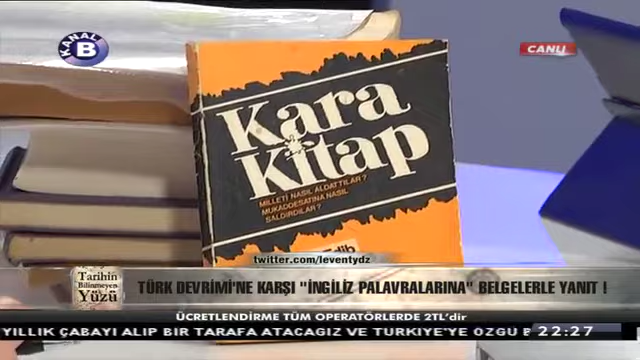 KANAL B
CANLI
Kara
Kitap
MİLLETİ NASIL ALDATTILAR?
MUKADDESATINA NASIL
SALDIRDILAR?
Edib
twitter.com/leventydz
Tarihin
Bilinmeyen
Yüzü
TÜRK DEVRİMİ'NE KARŞI "İNGİLİZ PALAVRALARINA" BELGELERLE YANIT !
ÜCRETLENDİRME TÜM OPERATÖRLERDE 2TL'dir
YILLIK ÇABAYI ALIP BİR TARAFA ATACAGIZ VE TURKIYE'YE OZGU B
22:27